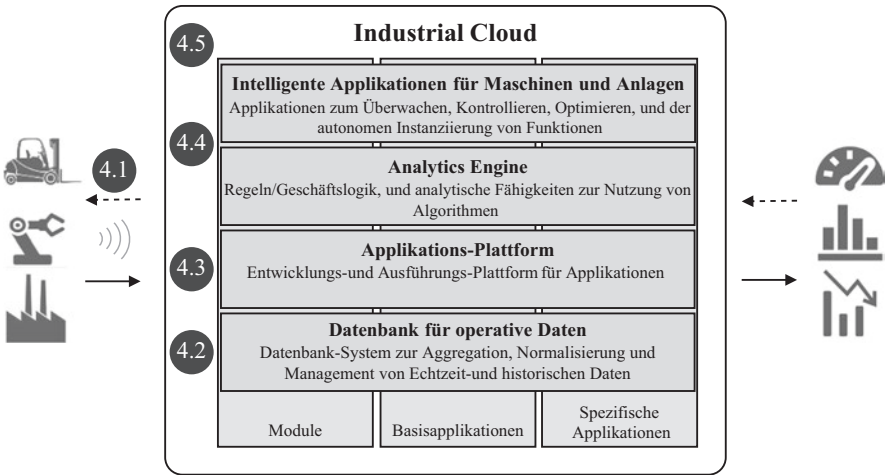 Industrial Cloud
4.5
Intelligente Applikationen für Maschinen und Anlagen
Applikationen zum Überwachen, Kontrollieren, Optimieren, und der
autonomen Instanziierung von Funktionen
4.4
4.1
Analytics Engine
Regeln/Geschäftslogik, und analytische Fähigkeiten zur Nutzung von
Algorithmen
Applikations-Plattform
4.3
Entwicklungs-und Ausführungs-Plattform für Applikationen
Datenbank für operative Daten
4.2
Datenbank-System zur Aggregation, Normalisierung und
Management von Echtzeit-und historischen Daten
Module
Basisapplikationen
Spezifische
Applikationen